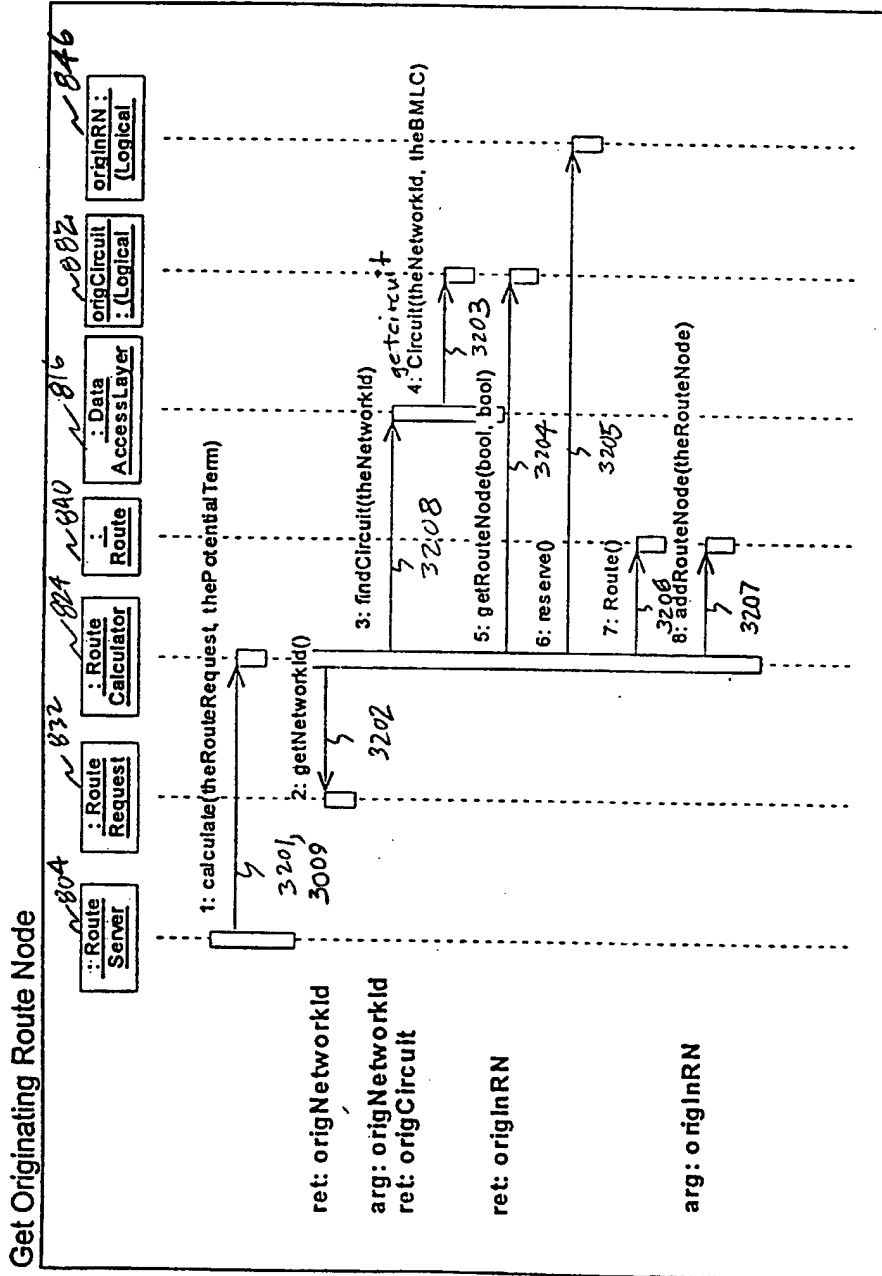 Get Originating Route Node
~804
: Route
Server
~832
: Route
Request
~824
: Route
Calculator
~840
:
Route
~816
: Data
AccessLayer
~882
origCircuit
: (Logical
~846
origInRN :
(Logical
1: calculate(theRouteRequest, thePotentialTerm)
3201,
3009
ret: origNetworkId
2: getNetworkId()
3202
arg: origNetworkId
ret: origCircuit
3: findCircuit(theNetworkId)
3208
getcircuit
4: Circuit(theNetworkId, theBMLC)
3203
ret: origInRN
5: getRouteNode(bool, bool)
3204
6: reserve()
3205
7: Route()
3206
arg: origInRN
8: addRouteNode(theRouteNode)
3207